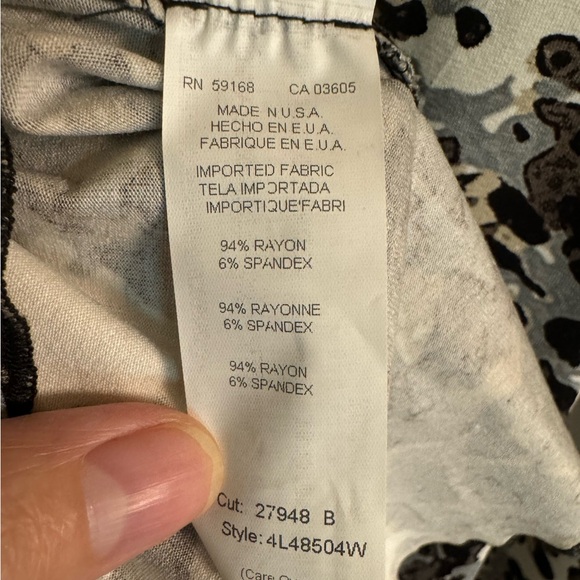 RN 59168 CA 03605
MADE N U.S.A.
HECHO EN E.U.A.
FABRIQUE EN E.U.A.
IMPORTED FABRIC
TELA IMPORTADA
IMPORTIQUE'FABRI
94% RAYON
6% SPANDEX
94% RAYONNE
6% SPANDEX
94% RAYON
6% SPANDEX
Cut: 27948 B
Style: 4L48504W
(Care